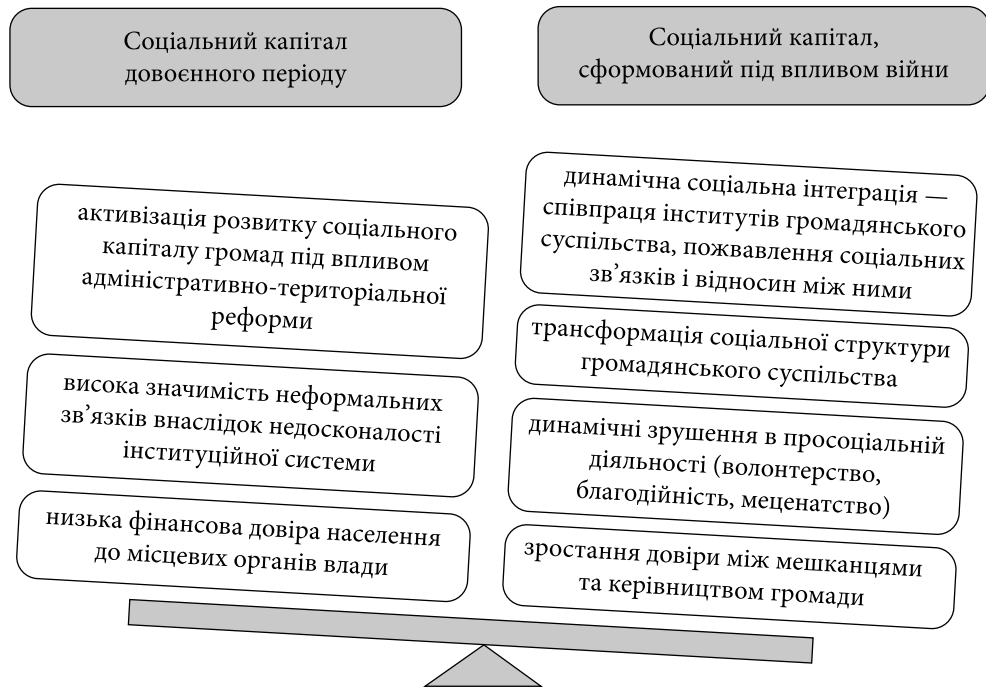 Соціальний капітал
довоєнного періоду
активізація розвитку соціального
капіталу громад під впливом
адміністративно-територіальної
реформи
висока значимість неформальних
зв’язків внаслідок недосконалості
інституційної системи
низька фінансова довіра населення
до місцевих органів влади
Соціальний капітал,
сформований під впливом війни
динамічна соціальна інтеграція —
співпраця інститутів громадянського
суспільства, пожвавлення соціальних
зв’язків і відносин між ними
трансформація соціальної структури
громадянського суспільства
динамічні зрушення в просоціальній
діяльності (волонтерство,
благодійність, меценатство)
зростання довіри між мешканцями
та керівництвом громади